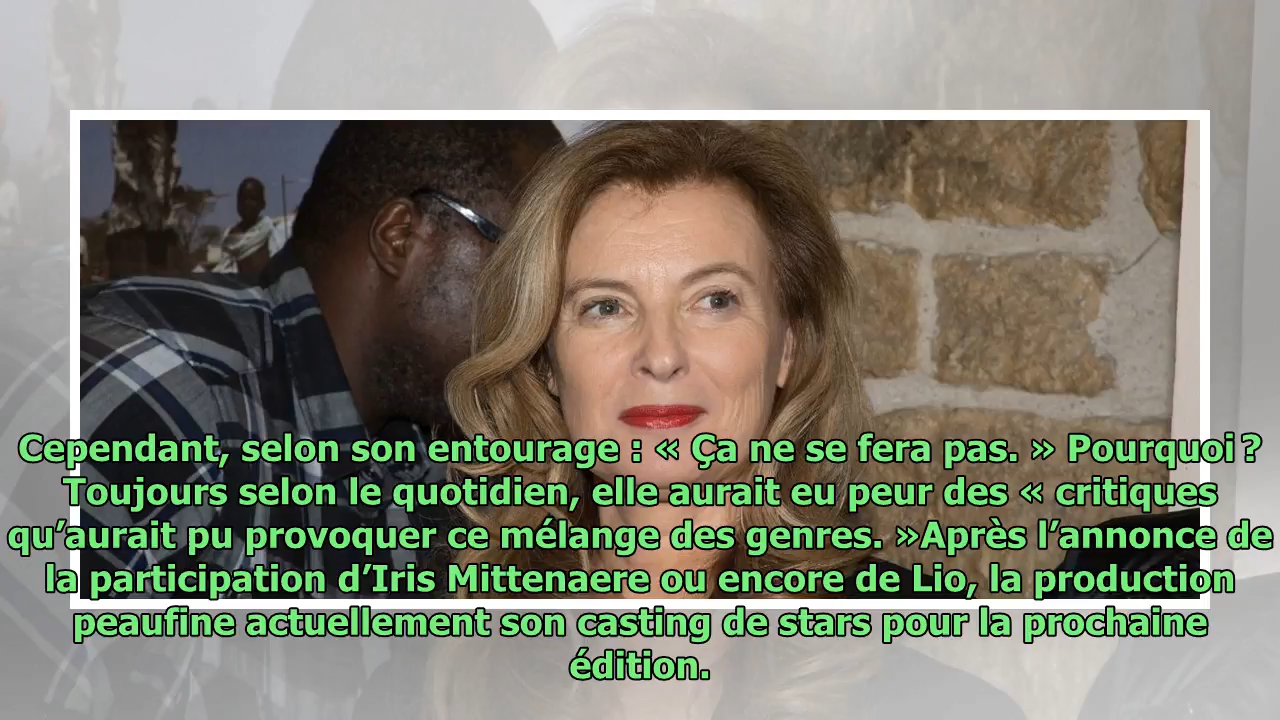 Cependant, selon son entourage : « Ça ne se fera pas. » Pourquoi ?
Toujours selon le quotidien, elle aurait eu peur des « critiques
qu’aurait pu provoquer ce mélange des genres. »Après l’annonce de
la participation d’Iris Mittenaere ou encore de Lio, la production
peaufine actuellement son casting de stars pour la prochaine
édition.